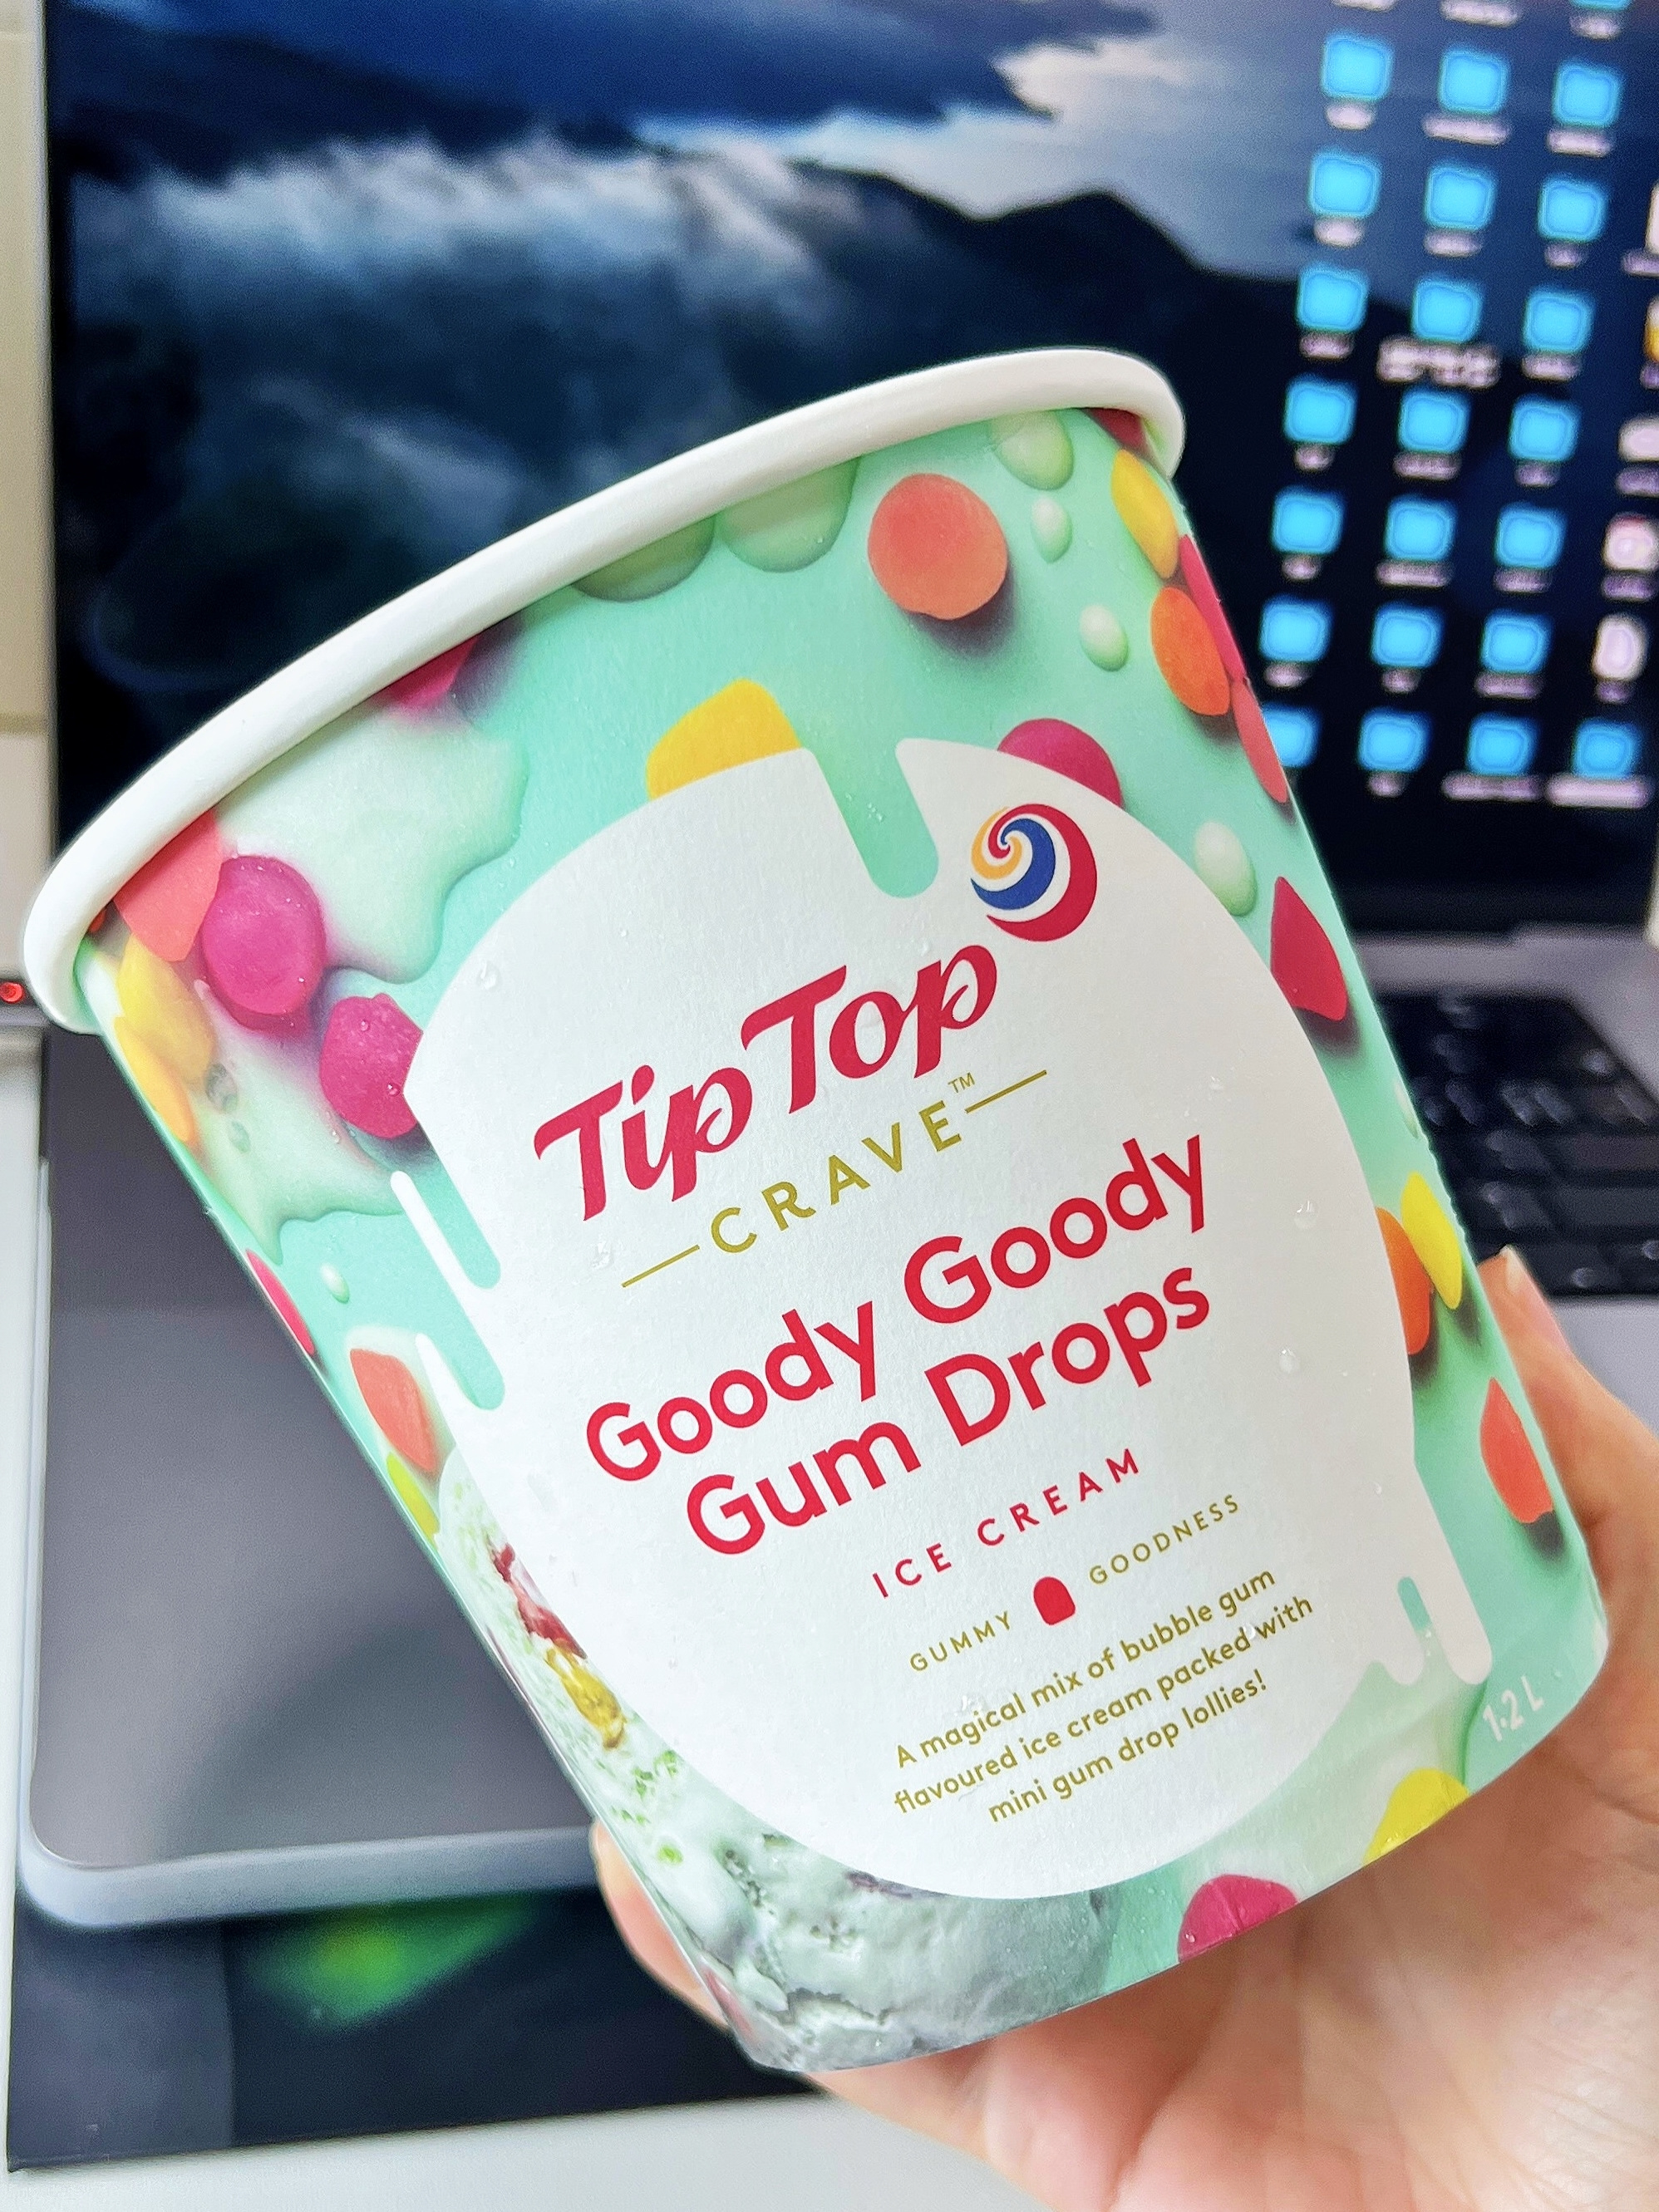 Tip Top
CRAVE™
Goody Goody
Gum Drops
ICE CREAM
GUMMY GOODNESS
A magical mix of bubble gum
flavoured ice cream packed with
mini gum drop lollies!
1·2 L